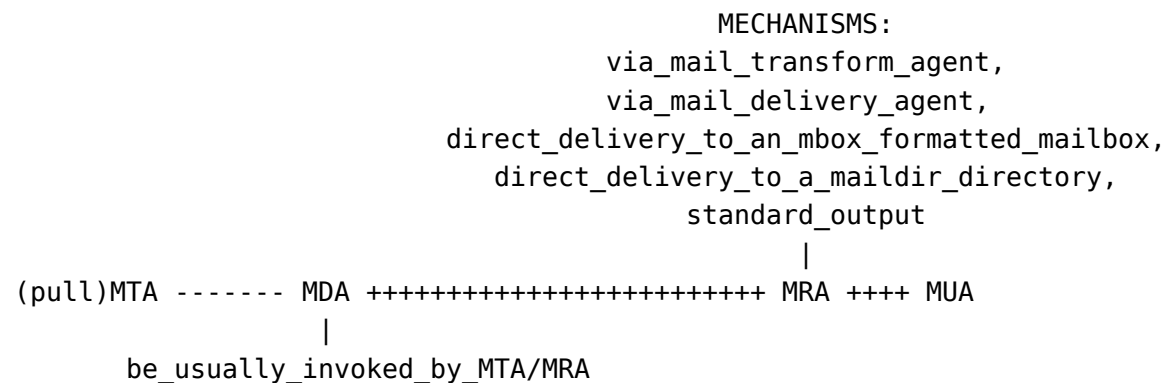 MECHANISMS:
via_mail_transform_agent,
via_mail_delivery_agent,
direct_delivery_to_an_mbox_formatted_mailbox,
direct_delivery_to_a_maildir_directory,
standard_output
|
(pull)MTA ------- MDA +++++++++++++++++++++++++ MRA ++++ MUA
|
be_usually_invoked_by_MTA/MRA